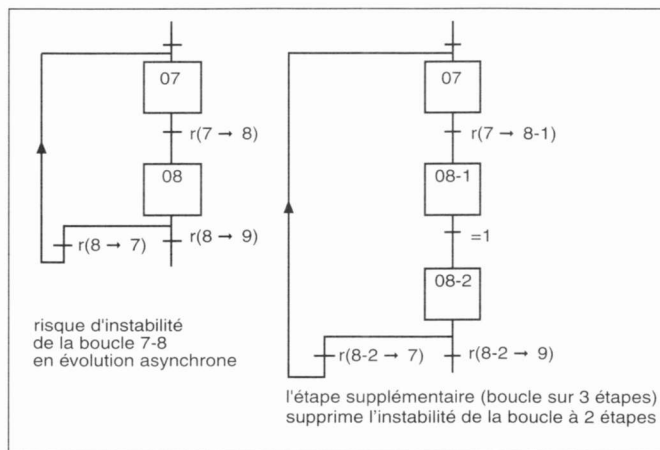 07
r(7 → 8)
08
r(8 → 7)
r(8 → 9)
risque d'instabilité
de la boucle 7-8
en évolution asynchrone
07
r(7 → 8-1)
08-1
=1
08-2
r(8-2 → 7)
r(8-2 → 9)
l'étape supplémentaire (boucle sur 3 étapes)
supprime l'instabilité de la boucle à 2 étapes